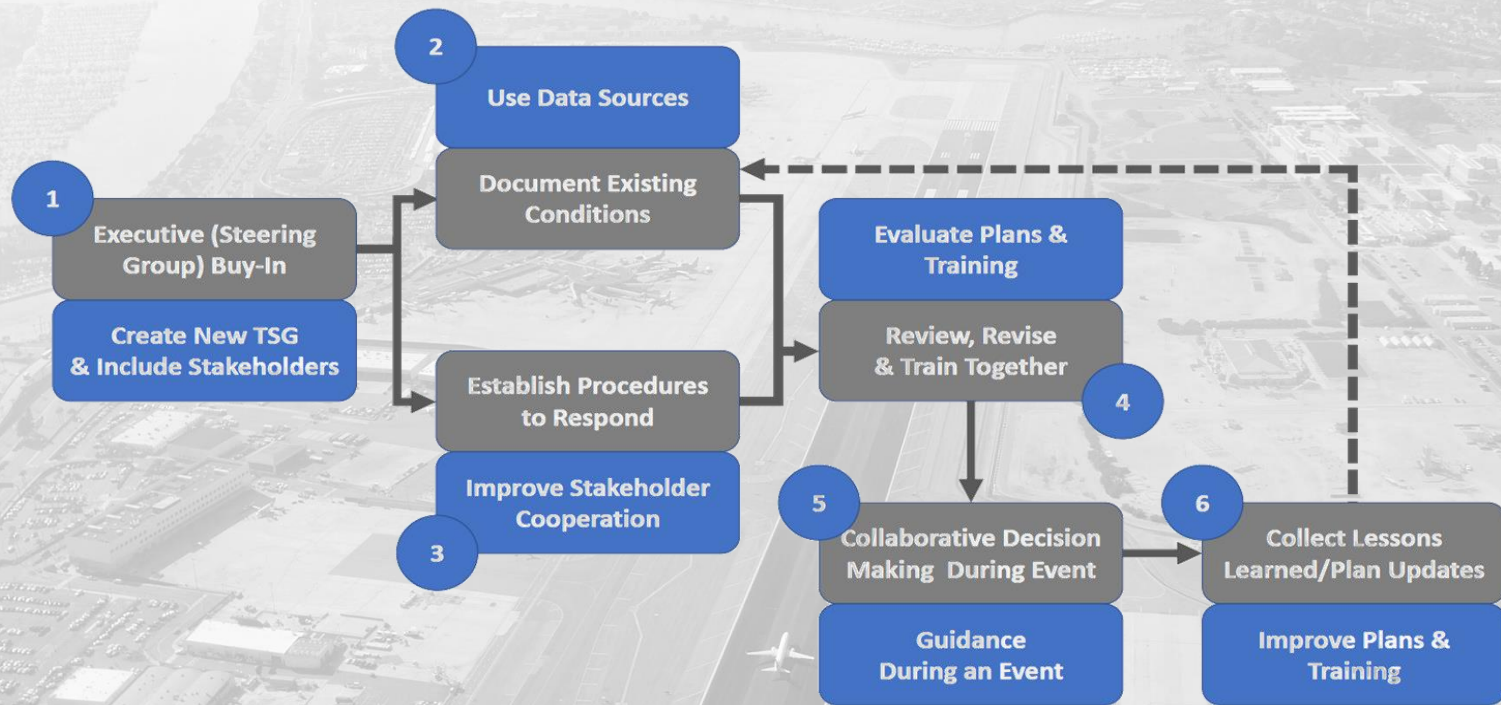 1
Executive (Steering
Group) Buy-In
Create New TSG
& Include Stakeholders
2
Use Data Sources
Document Existing
Conditions
Establish Procedures
to Respond
Improve Stakeholder
Cooperation
3
Evaluate Plans &
Training
Review, Revise
& Train Together
4
5
Collaborative Decision
Making During Event
Guidance
During an Event
6
Collect Lessons
Learned/Plan Updates
Improve Plans &
Training